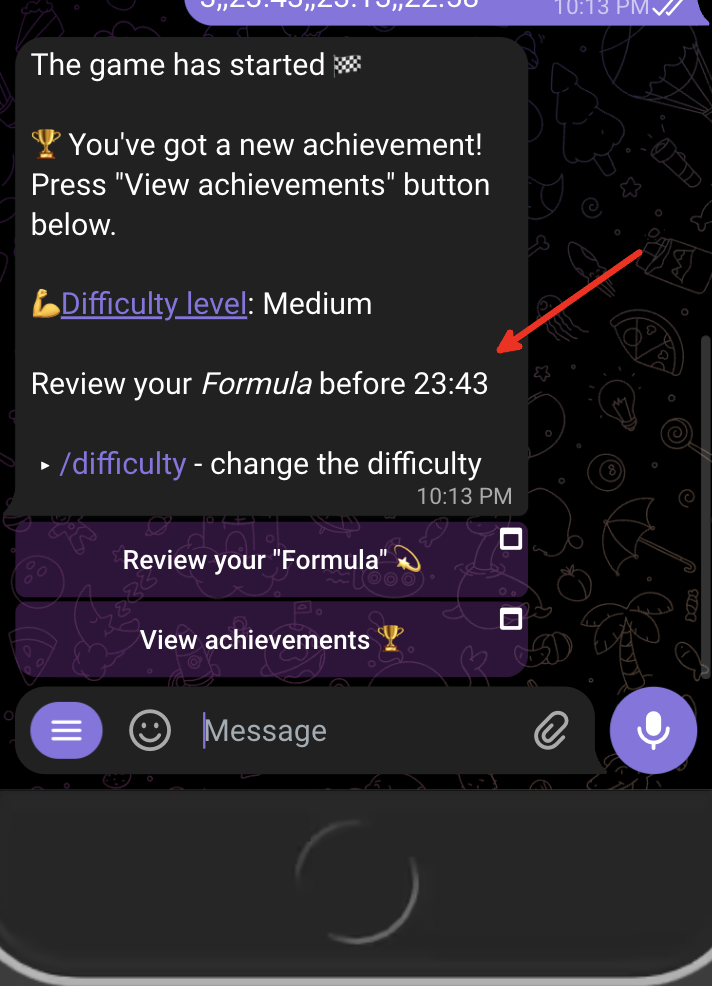 10:13 PM
The game has started 🏁
🏆 You've got a new achievement!
Press "View achievements" button
below.
💪Difficulty level: Medium
Review your Formula before 23:43
‣ /difficulty - change the difficulty
10:13 PM
Review your "Formula" 💫
View achievements 🏆
Message